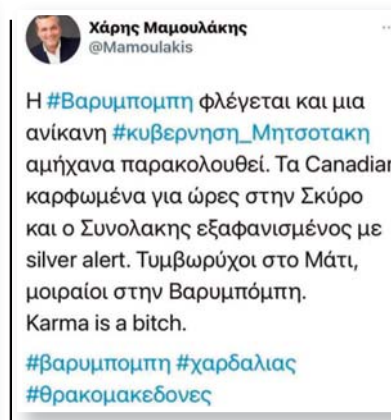 Χάρης Μαμουλάκης
@Mamoulakis
Η #Βαρυμπομπη φλέγεται και μια
ανίκανη #κυβερνηση_Μητσοτακη
αμήχανα παρακολουθεί. Τα Canadair
καρφωμένα για ώρες στην Σκύρο
και ο Συνολακης εξαφανισμένος με
silver alert. Τυμβωρύχοι στο Μάτι,
μοιραίοι στην Βαρυμπόμπη.
Karma is a bitch.
#βαρυμπομπη #χαρδαλιας
#θρακομακεδονες